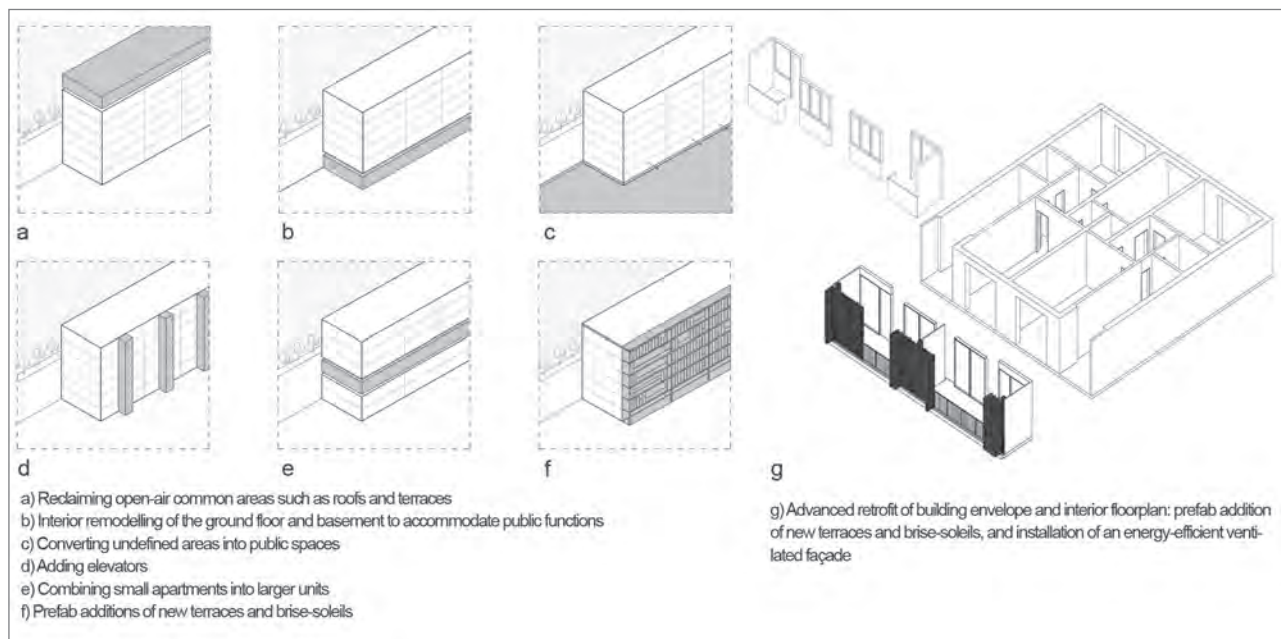 a
b
c
d
e
f
g
a) Reclaiming open-air common areas such as roofs and terraces
b) Interior remodelling of the ground floor and basement to accommodate public functions
c) Converting undefined areas into public spaces
d) Adding elevators
e) Combining small apartments into larger units
f) Prefab additions of new terraces and brise-soleils
g) Advanced retrofit of building envelope and interior floorplan: prefab addition
of new terraces and brise-soleils, and installation of an energy-efficient venti-
lated façade